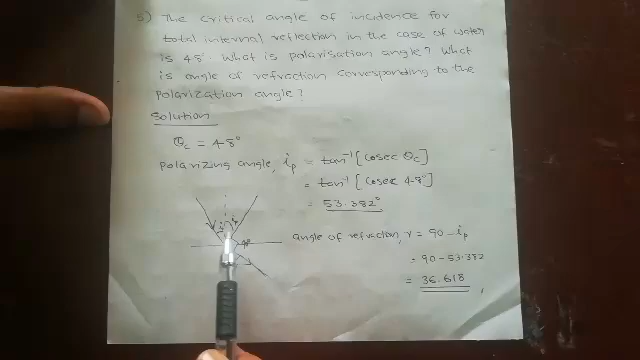 5) The critical angle of incidence for
total internal reflection in the case of water
is 48°. What is polarisation angle? What
is angle of refraction corresponding to the
polarization angle?
Solution
θc = 48°
polarizing angle, ip = tan⁻¹ [cosec θc]
= tan⁻¹ [cosec 48°]
= 53.382°
ip
angle of refraction, r = 90 - ip
= 90 - 53.382
= 36.618